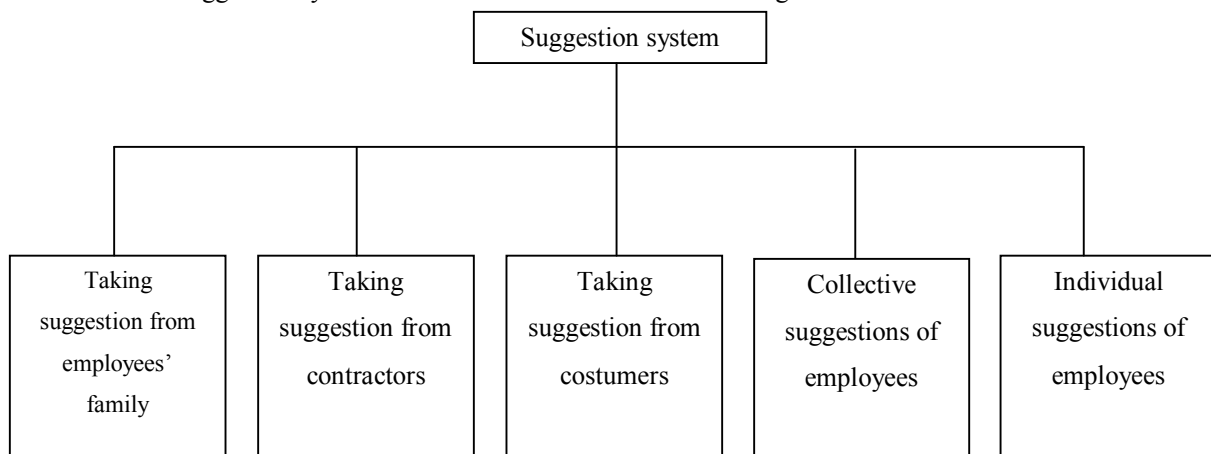 Suggestion system
Taking
suggestion from
employees’
family
Taking
suggestion from
contractors
Taking
suggestion from
costumers
Collective
suggestions of
employees
Individual
suggestions of
employees